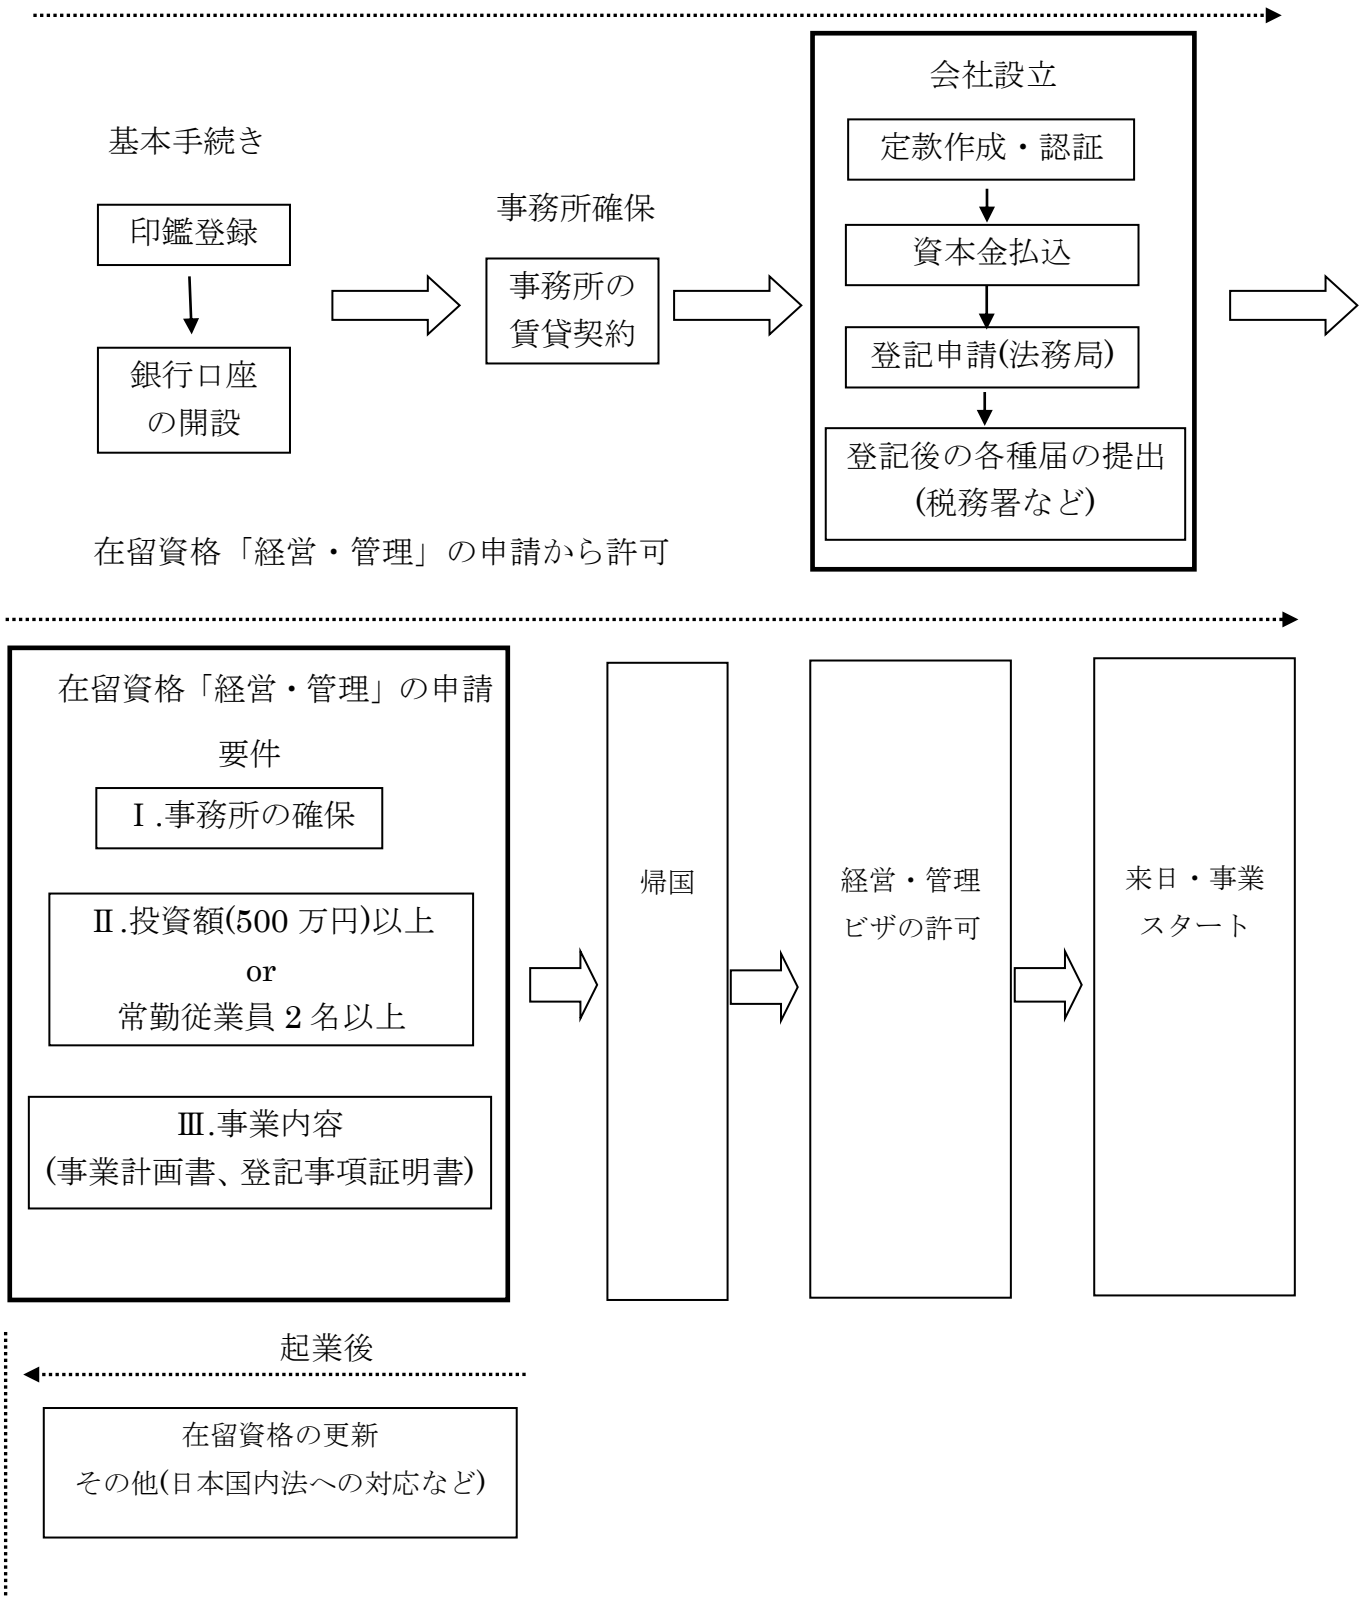 基本手続き
印鑑登録
銀行口座
の開設
事務所確保
事務所の
賃貸契約
会社設立
定款作成・認証
資本金払込
登記申請(法務局)
登記後の各種届の提出
(税務署など)
在留資格「経営・管理」の申請から許可
在留資格「経営・管理」の申請
要件
Ⅰ.事務所の確保
Ⅱ.投資額(500 万円)以上
or
常勤従業員 2 名以上
Ⅲ.事業内容
(事業計画書、登記事項証明書)
帰国
経営・管理
ビザの許可
来日・事業
スタート
起業後
在留資格の更新
その他(日本国内法への対応など)